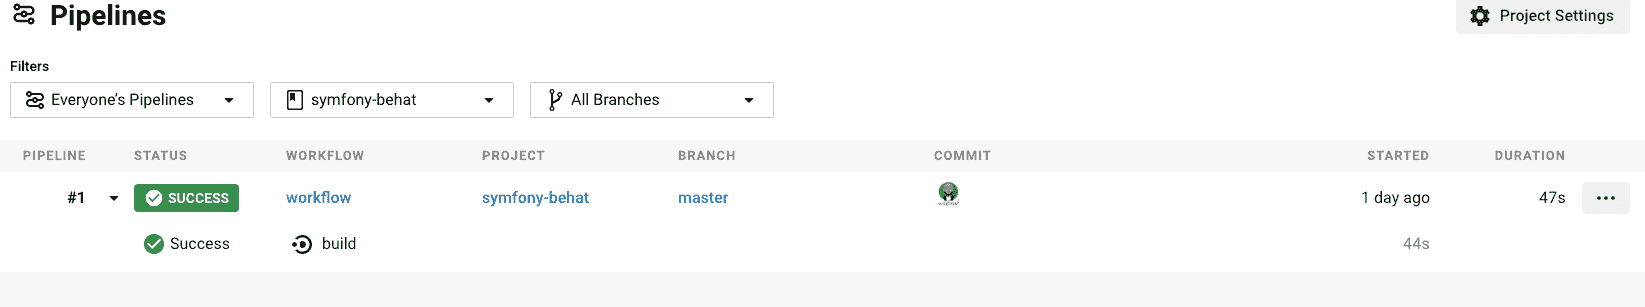 Pipelines
Project Settings
Filters
Everyone’s Pipelines symfony-behat All Branches
PIPELINE STATUS WORKFLOW PROJECT BRANCH COMMIT STARTED DURATION
#1 SUCCESS workflow symfony-behat master 1 day ago 47s
Success build 44s